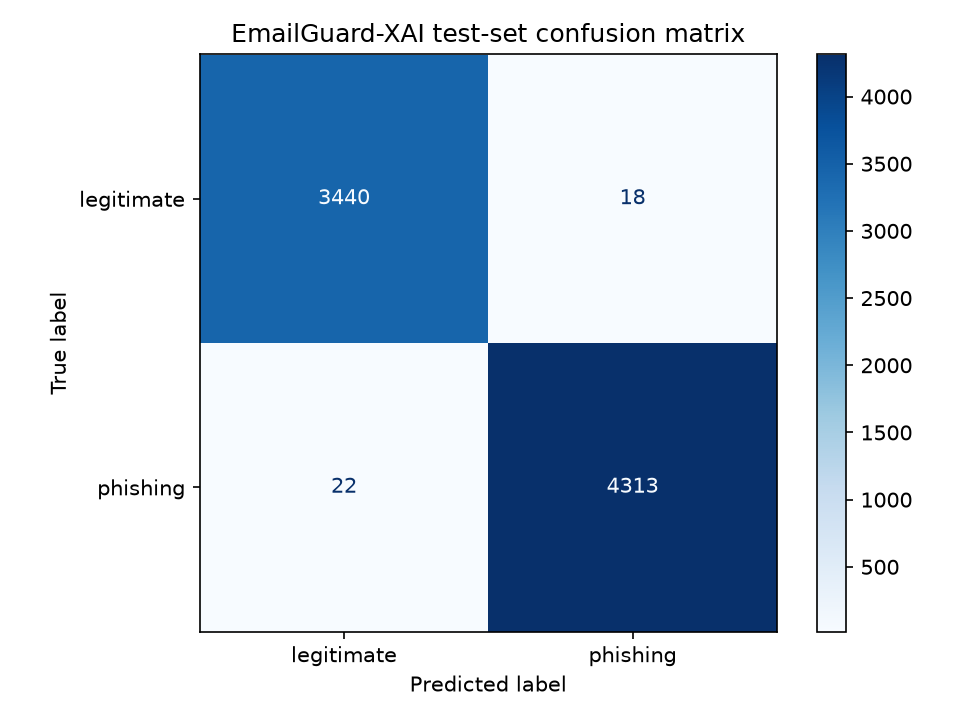 EmailGuard-XAI test-set confusion matrix
True label
legitimate
3440
18
phishing
22
4313
legitimate
phishing
Predicted label
4000
3500
3000
2500
2000
1500
1000
500